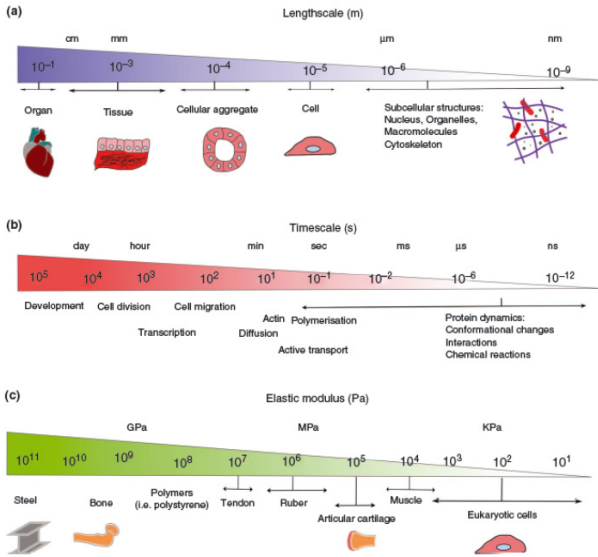 (a)
Lengthscale (m)
cm mm µm nm
10⁻¹ 10⁻³ 10⁻⁴ 10⁻⁵ 10⁻⁶ 10⁻⁹
Organ Tissue Cellular aggregate Cell Subcellular structures:
Nucleus, Organelles,
Macromolecules
Cytoskeleton
(b)
Timescale (s)
day hour min sec ms µs ns
10⁵ 10⁴ 10³ 10² 10¹ 10⁻¹ 10⁻² 10⁻⁶ 10⁻¹²
Development Cell division Cell migration
Transcription
Actin
Diffusion
Polymerisation
Active transport
Protein dynamics:
Conformational changes
Interactions
Chemical reactions
(c)
Elastic modulus (Pa)
GPa MPa KPa
10¹¹ 10¹⁰ 10⁹ 10⁸ 10⁷ 10⁶ 10⁵ 10⁴ 10³ 10² 10¹
Steel Bone Polymers
(i.e. polystyrene)
Tendon Ruber
Articular cartilage
Muscle
Eukaryotic cells